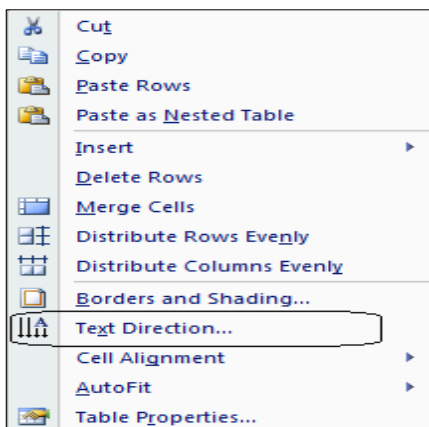 Cut
Copy
Paste Rows
Paste as Nested Table
Insert
Delete Rows
Merge Cells
Distribute Rows Evenly
Distribute Columns Evenly
Borders and Shading...
Text Direction...
Cell Alignment
AutoFit
Table Properties...